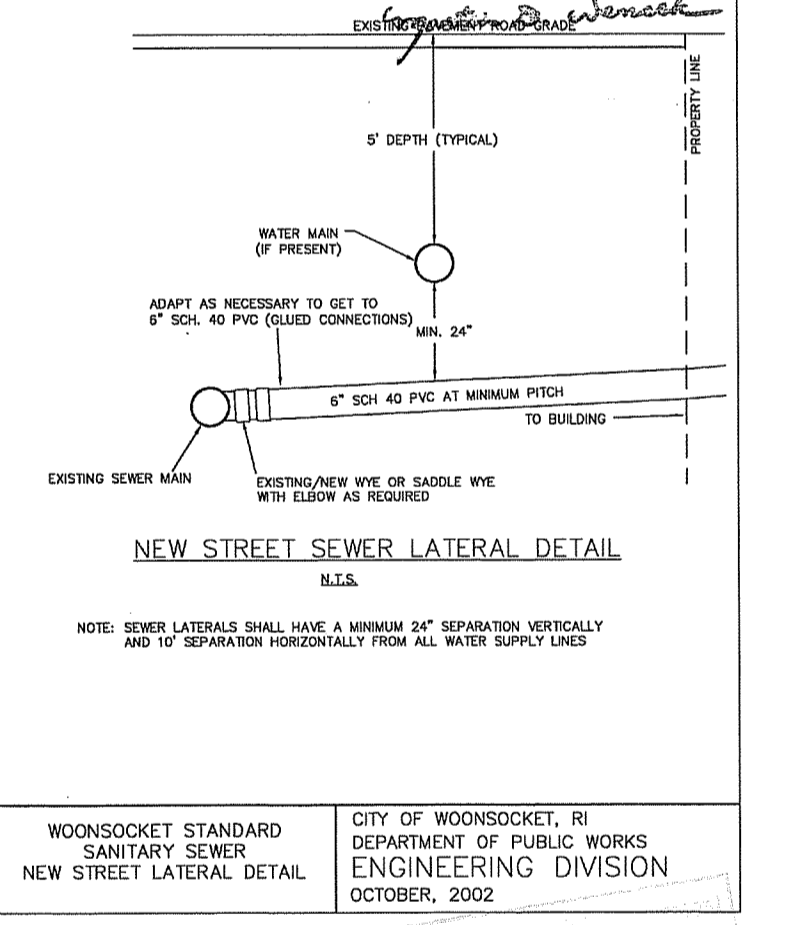 EXISTING PAVEMENT ROAD GRADE
PROPERTY LINE
5' DEPTH (TYPICAL)
WATER MAIN
(IF PRESENT)
ADAPT AS NECESSARY TO GET TO
6" SCH. 40 PVC (GLUED CONNECTIONS)
MIN. 24"
6" SCH 40 PVC AT MINIMUM PITCH
TO BUILDING
EXISTING SEWER MAIN
EXISTING/NEW WYE OR SADDLE WYE
WITH ELBOW AS REQUIRED
NEW STREET SEWER LATERAL DETAIL
N.T.S.
NOTE: SEWER LATERALS SHALL HAVE A MINIMUM 24" SEPARATION VERTICALLY
AND 10' SEPARATION HORIZONTALLY FROM ALL WATER SUPPLY LINES
WOONSOCKET STANDARD
SANITARY SEWER
NEW STREET LATERAL DETAIL
CITY OF WOONSOCKET, RI
DEPARTMENT OF PUBLIC WORKS
ENGINEERING DIVISION
OCTOBER, 2002